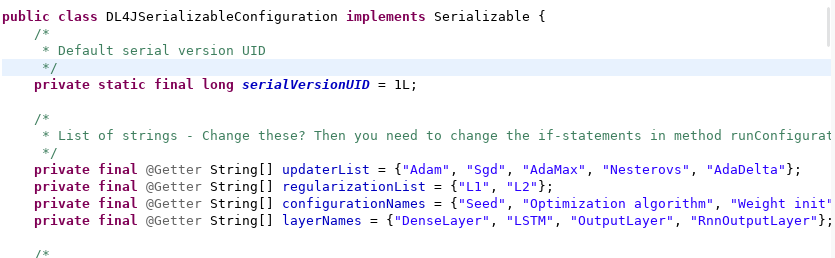 public class DL4JSerializableConfiguration implements Serializable {
/*
* Default serial version UID
*/
private static final long serialVersionUID = 1L;
/*
* List of strings - Change these? Then you need to change the if-statements in method runConfigurat
*/
private final @Getter String[] updaterList = {"Adam", "Sgd", "AdaMax", "Nesterovs", "AdaDelta"};
private final @Getter String[] regularizationList = {"L1", "L2"};
private final @Getter String[] configurationNames = {"Seed", "Optimization algorithm", "Weight init"
private final @Getter String[] layerNames = {"DenseLayer", "LSTM", "OutputLayer", "RnnOutputLayer"};
/*